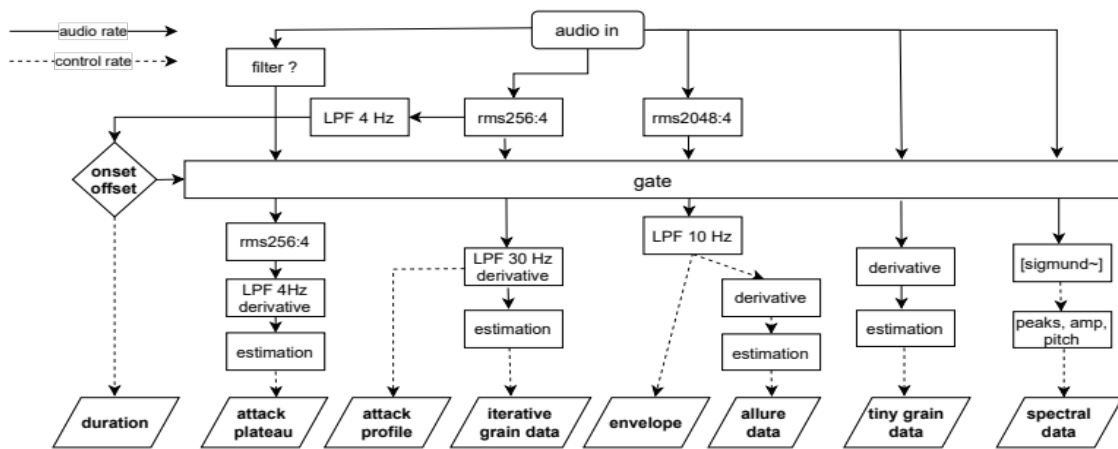 audio rate
audio in
control rate
filter ?
LPF 4 Hz
rms256:4
rms2048:4
onset
offset
gate
rms256:4
LPF 30 Hz
derivative
LPF 10 Hz
derivative
[sigmund~]
LPF 4Hz
derivative
derivative
estimation
estimation
estimation
estimation
peaks, amp,
pitch
duration
attack
plateau
attack
profile
iterative
grain data
envelope
allure
data
tiny grain
data
spectral
data